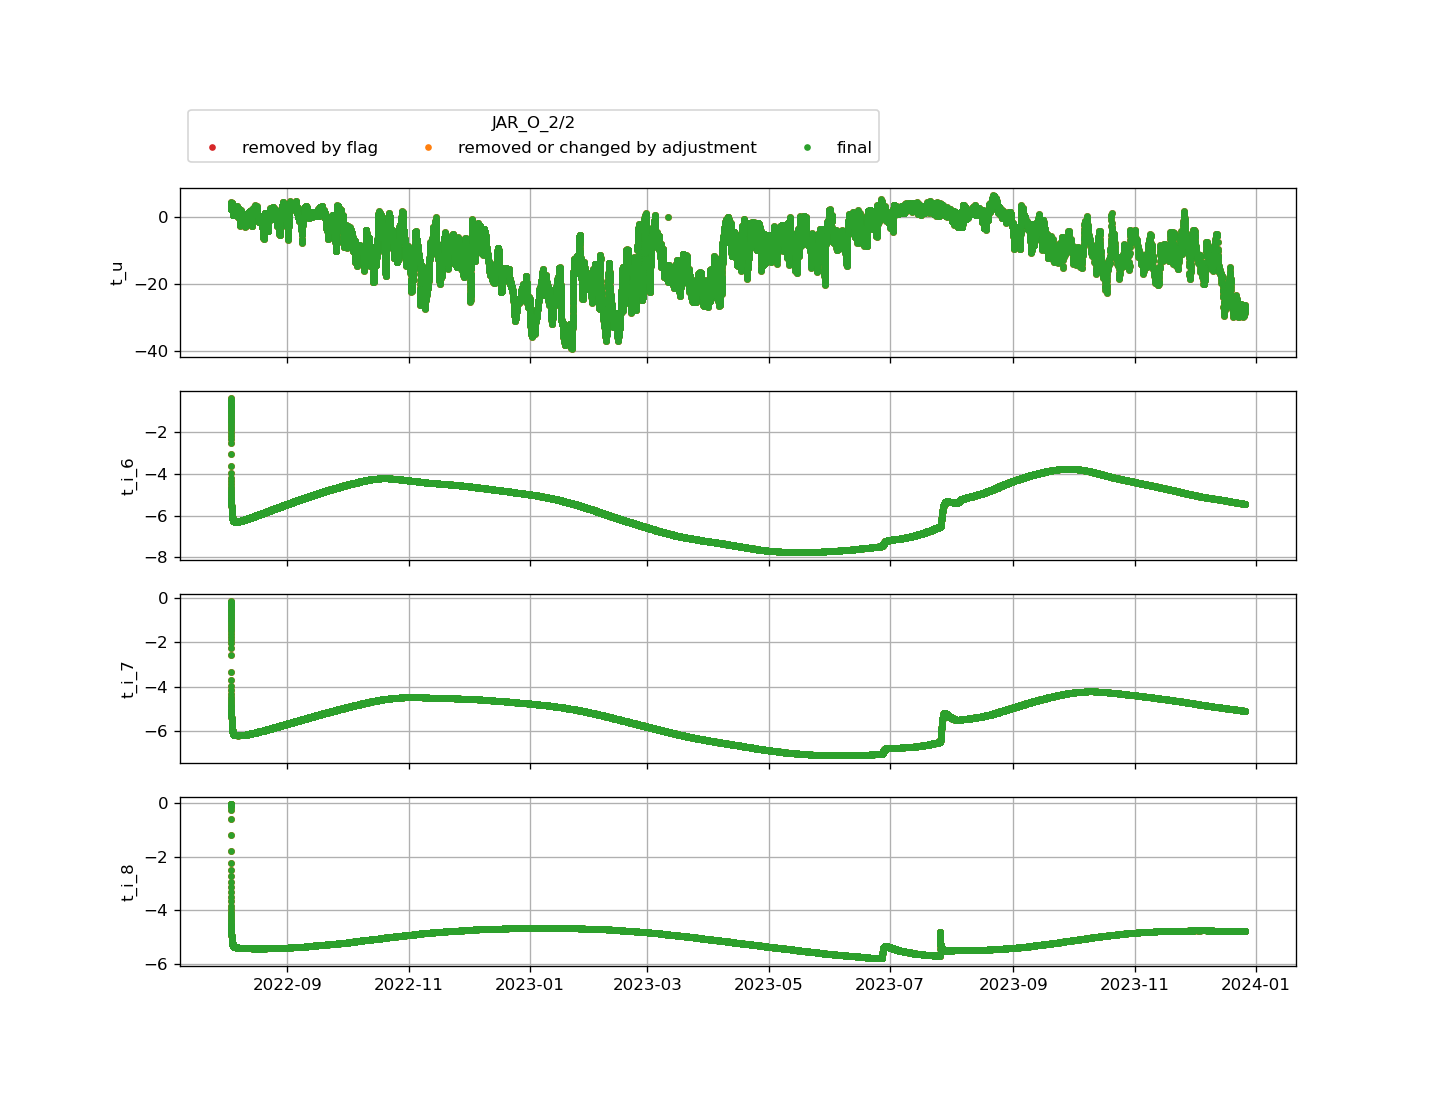 JAR_O_2/2
removed by flag removed or changed by adjustment final
0
−20
−40
t_u
−2
−4
−6
−8
t_i_6
0
−2
−4
−6
t_i_7
0
−2
−4
−6
t_i_8
2022-09 2022-11 2023-01 2023-03 2023-05 2023-07 2023-09 2023-11 2024-01